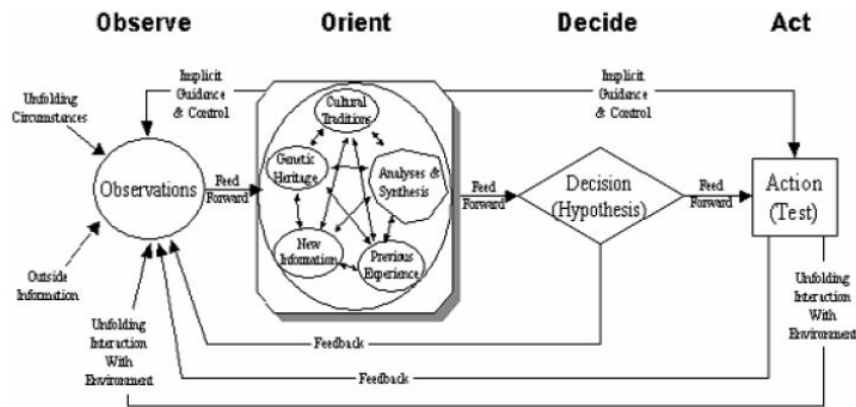 Observe Orient Decide Act
Implicit
Guidance
& Control
Implicit
Guidance
& Control
Unfolding
Circumstances
Cultural
Traditions
Genetic
Heritage
Analyses &
Synthesis
New
Information
Previous
Experience
Observations
Feed
Forward
Feed
Forward
Decision
(Hypothesis)
Feed
Forward
Action
(Test)
Outside
Information
Unfolding
Interaction
With
Environment
Unfolding
Interaction
With
Environment
Feedback
Feedback